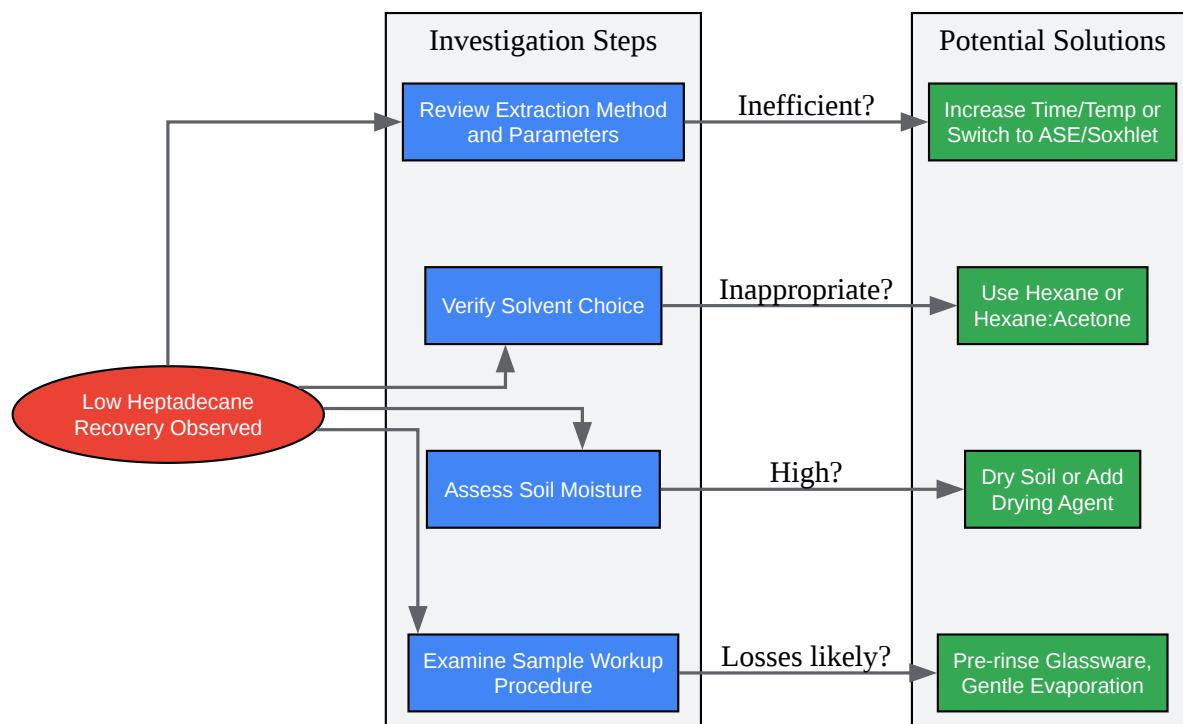 Investigation Steps
Potential Solutions
Review Extraction Method
and Parameters
Inefficient?
Increase Time/Temp or
Switch to ASE/Soxhlet
Verify Solvent Choice
Inappropriate?
Use Hexane or
Hexane:Acetone
Low Heptadecane
Recovery Observed
Assess Soil Moisture
High?
Dry Soil or Add
Drying Agent
Examine Sample Workup
Procedure
Losses likely?
Pre-rinse Glassware,
Gentle Evaporation